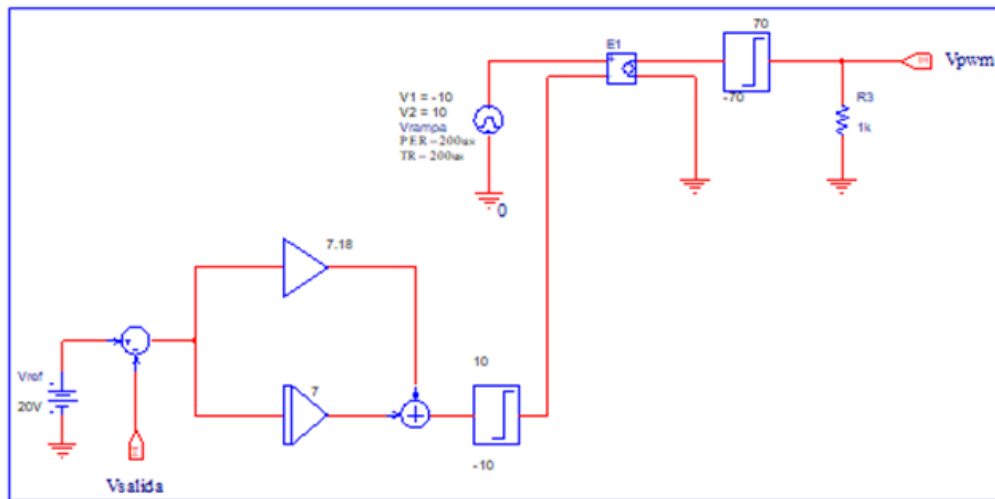 70
E1
Vpwm
-70
V1 = -10
V2 = 10
Vrampa
PER=200us
TR=200us
R3
1k
0
7.18
Vref
20V
7
10
-10
Vsalida